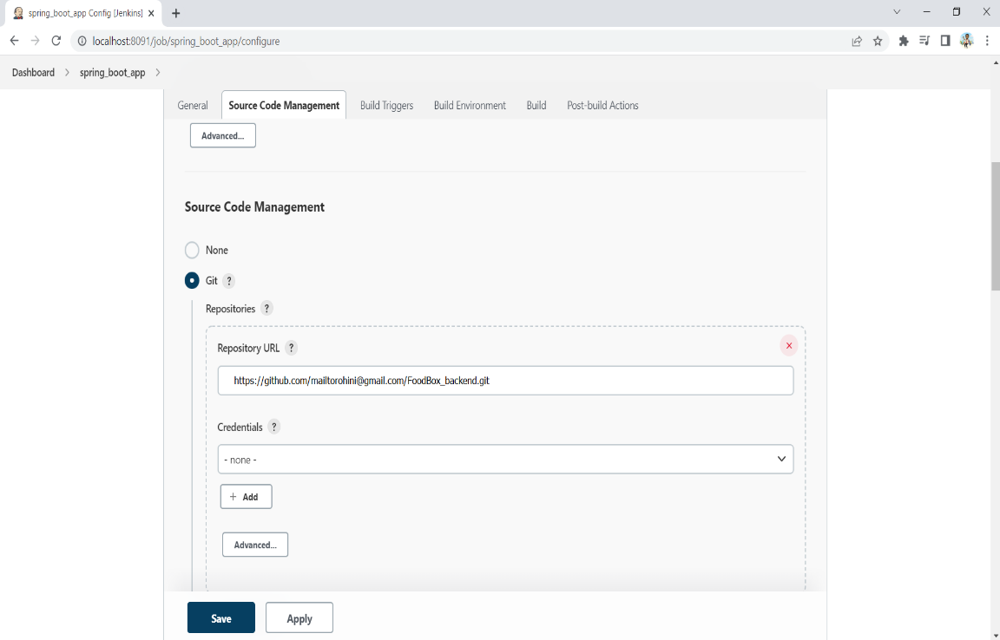 spring_boot_app Config [Jenkins]
localhost:8091/job/spring_boot_app/configure
Dashboard > spring_boot_app >
General Source Code Management Build Triggers Build Environment Build Post-build Actions
Advanced...
Source Code Management
None
Git ?
Repositories ?
Repository URL ?
X
https://github.com/mailtorohini@gmail.com/FoodBox_backend.git
Credentials ?
- none -
+ Add
Advanced...
Save Apply